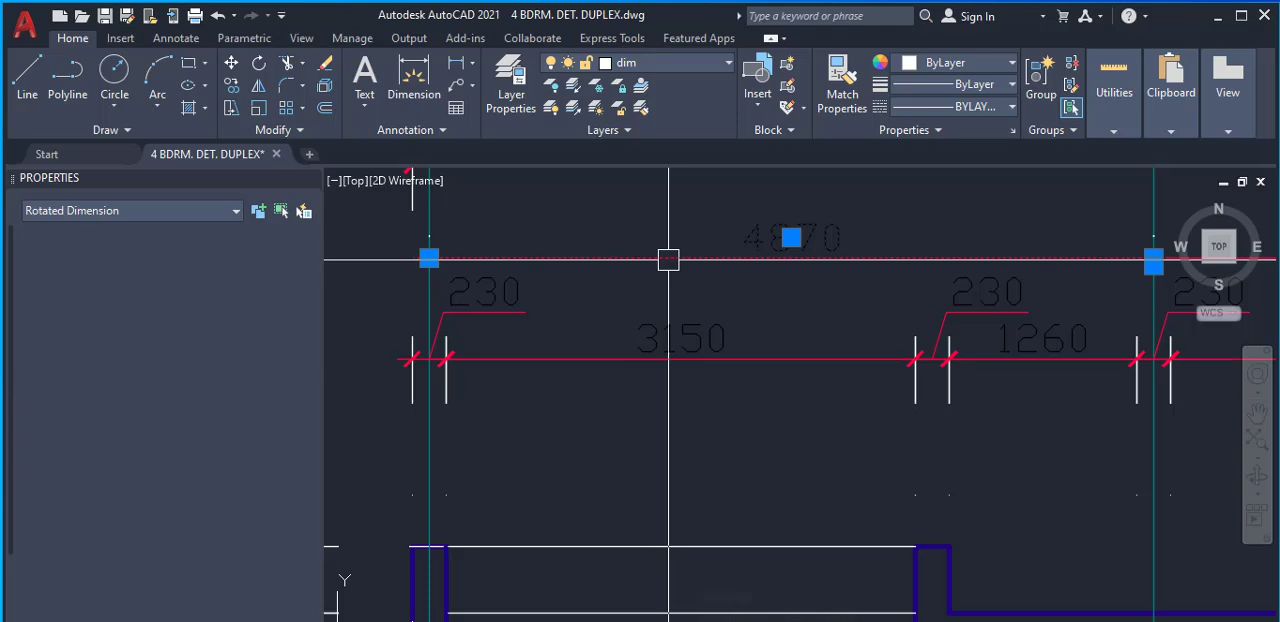 Autodesk AutoCAD 2021 4 BDRM. DET. DUPLEX.dwg
Type a keyword or phrase
Sign In
Home Insert Annotate Parametric View Manage Output Add-ins Collaborate Express Tools Featured Apps
Line Polyline Circle Arc
Text Dimension
Layer Properties
dim
Insert
Match Properties
ByLayer
ByLayer
BYLAY...
Group
Utilities
Clipboard
View
Draw Modify Annotation Layers Block Properties Groups
Start
4 BDRM. DET. DUPLEX*
PROPERTIES
Rotated Dimension
[−][Top][2D Wireframe]
N
W TOP E
S
WCS
4870
230 230 230
3150 1260
Y